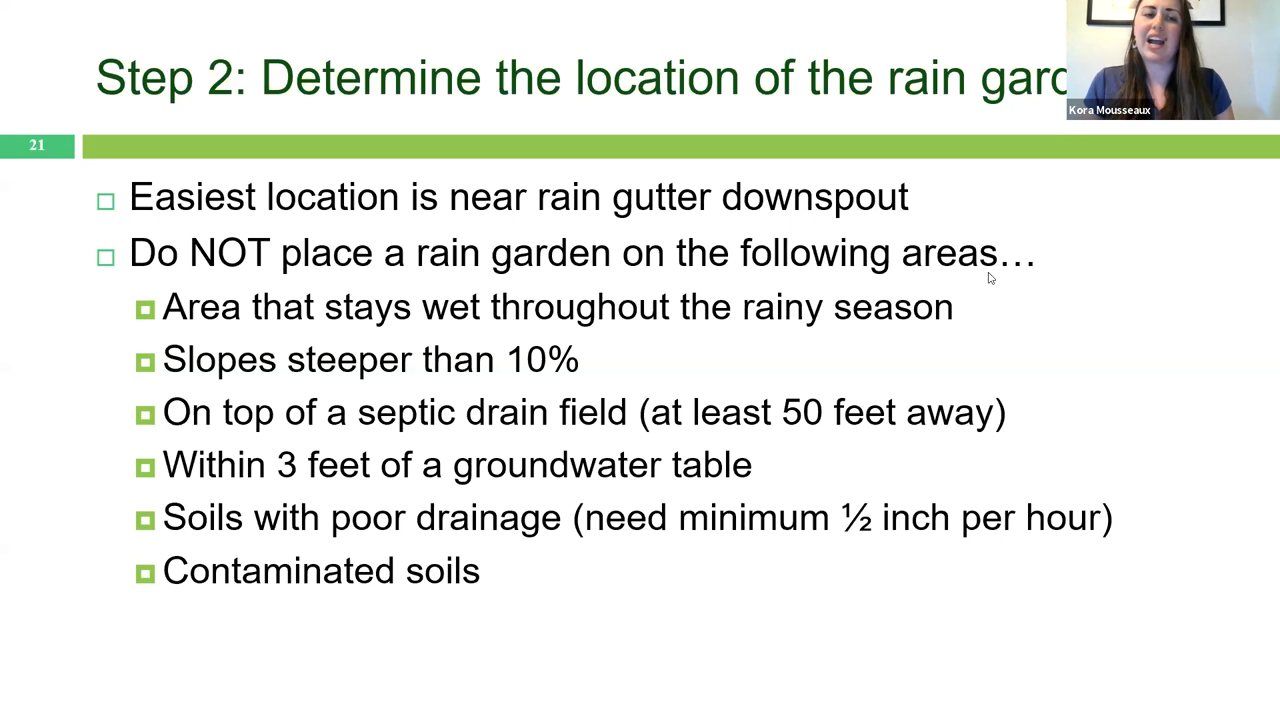 Step 2: Determine the location of the rain gard
Kora Mousseaux
21
Easiest location is near rain gutter downspout
Do NOT place a rain garden on the following areas…
Area that stays wet throughout the rainy season
Slopes steeper than 10%
On top of a septic drain field (at least 50 feet away)
Within 3 feet of a groundwater table
Soils with poor drainage (need minimum ½ inch per hour)
Contaminated soils